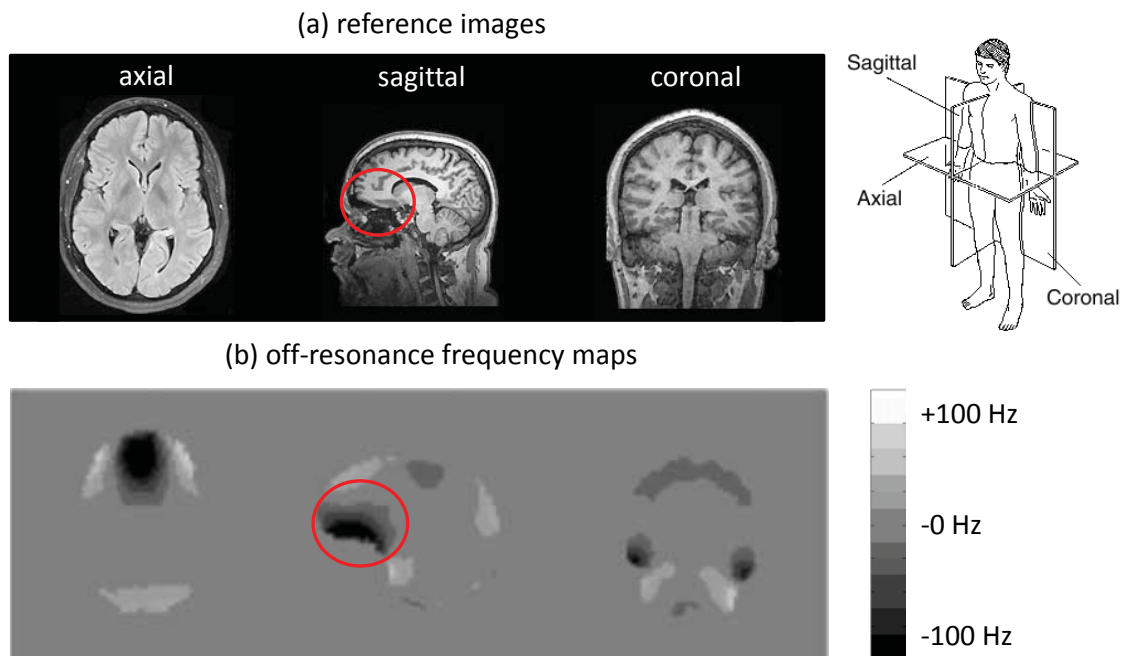 (a) reference images
axial
sagittal
coronal
Sagittal
Axial
Coronal
(b) off-resonance frequency maps
+100 Hz
-0 Hz
-100 Hz